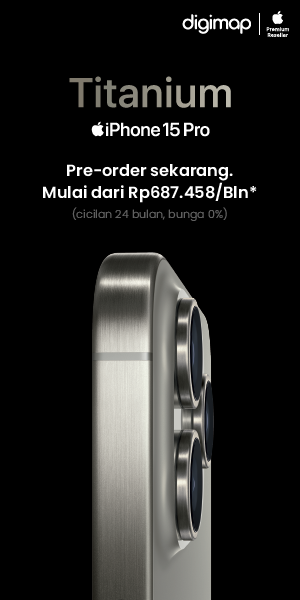 digimap
Premium
Reseller
Titanium
iPhone 15 Pro
Pre-order sekarang.
Mulai dari Rp687.458/Bln*
(cicilan 24 bulan, bunga 0%)